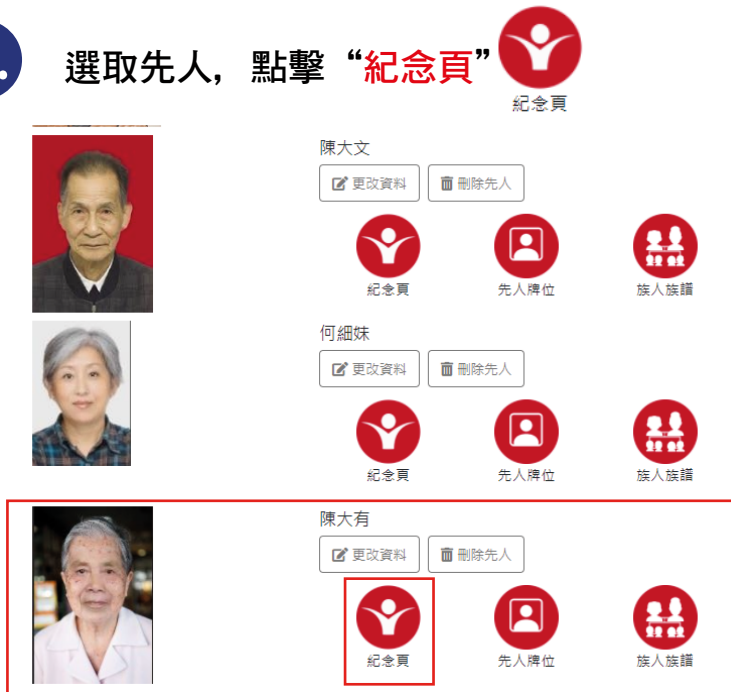 選取先人，點擊“紀念頁”
紀念頁
陳大文
更改資料 刪除先人
紀念頁 先人牌位 族人族譜
何細妹
更改資料 刪除先人
紀念頁 先人牌位 族人族譜
陳大有
更改資料 刪除先人
紀念頁 先人牌位 族人族譜